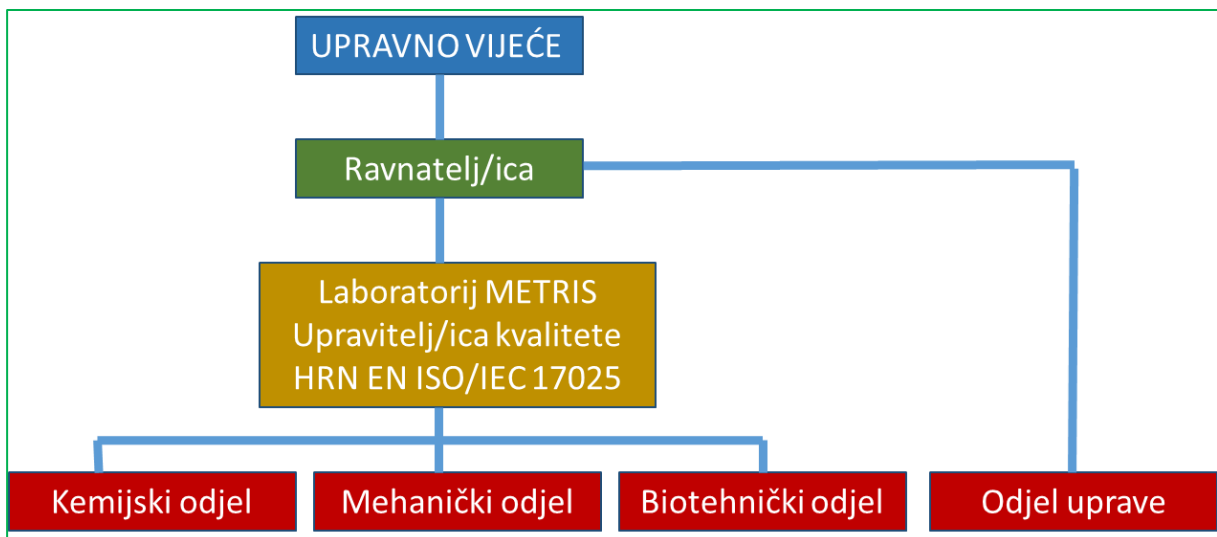 UPRAVNO VIJEĆE
Ravnatelj/ica
Laboratorij METRIS
Upravitelj/ica kvalitete
HRN EN ISO/IEC 17025
Kemijski odjel
Mehanički odjel
Biotehnički odjel
Odjel uprave